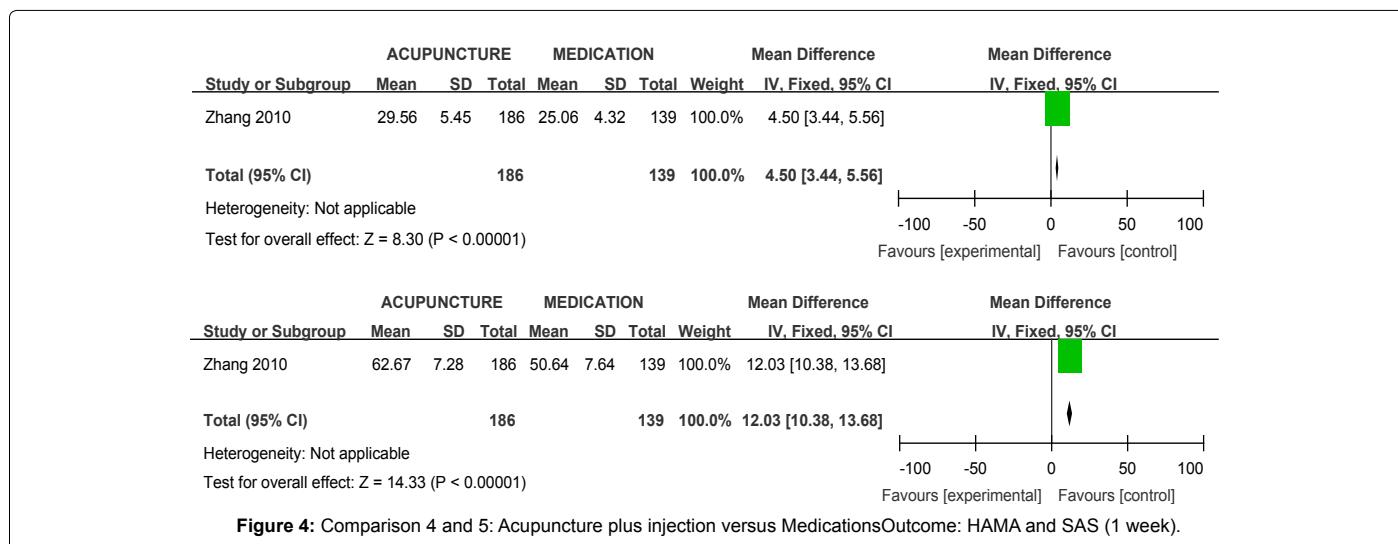 ACUPUNCTURE MEDICATION Mean Difference Mean Difference
Study or Subgroup Mean SD Total Mean SD Total Weight IV, Fixed, 95% CI IV, Fixed, 95% CI
Zhang 2010 29.56 5.45 186 25.06 4.32 139 100.0% 4.50 [3.44, 5.56]
Total (95% CI) 186 139 100.0% 4.50 [3.44, 5.56]
Heterogeneity: Not applicable
Test for overall effect: Z = 8.30 (P < 0.00001)
-100 -50 0 50 100
Favours [experimental] Favours [control]
ACUPUNCTURE MEDICATION Mean Difference Mean Difference
Study or Subgroup Mean SD Total Mean SD Total Weight IV, Fixed, 95% CI IV, Fixed, 95% CI
Zhang 2010 62.67 7.28 186 50.64 7.64 139 100.0% 12.03 [10.38, 13.68]
Total (95% CI) 186 139 100.0% 12.03 [10.38, 13.68]
Heterogeneity: Not applicable
Test for overall effect: Z = 14.33 (P < 0.00001)
-100 -50 0 50 100
Favours [experimental] Favours [control]
Figure 4: Comparison 4 and 5: Acupuncture plus injection versus MedicationsOutcome: HAMA and SAS (1 week).